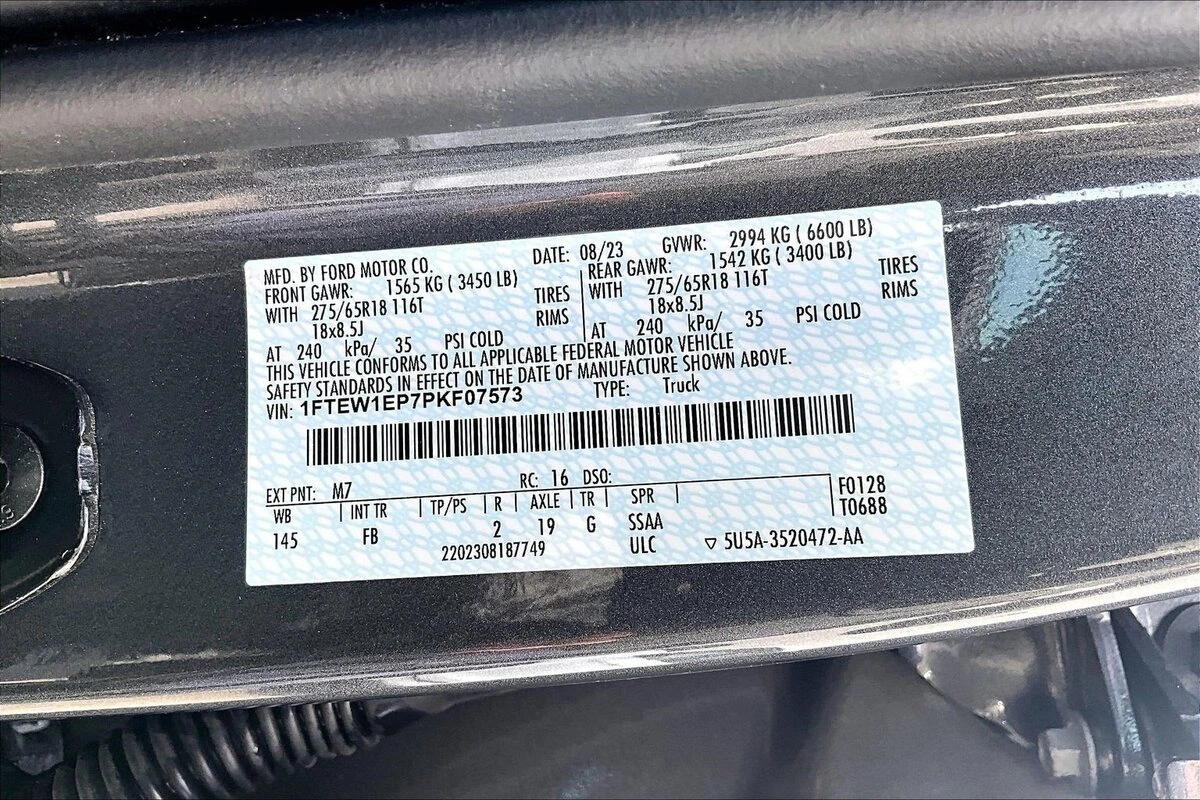 MFD. BY FORD MOTOR CO. DATE: 08/23 GVWR: 2994 KG ( 6600 LB)
FRONT GAWR: 1565 KG ( 3450 LB) REAR GAWR: 1542 KG ( 3400 LB)
WITH 275/65R18 116T TIRES WITH 275/65R18 116T TIRES
18x8.5J RIMS 18x8.5J RIMS
AT 240 kPa/ 35 PSI COLD AT 240 kPa/ 35 PSI COLD
THIS VEHICLE CONFORMS TO ALL APPLICABLE FEDERAL MOTOR VEHICLE
SAFETY STANDARDS IN EFFECT ON THE DATE OF MANUFACTURE SHOWN ABOVE.
VIN: 1FTEW1EP7PKF07573 TYPE: Truck
EXT PNT: M7 RC: 16 DSO:
WB INT TR TP/PS R AXLE TR SPR F0128
145 FB 2 19 G SSAA T0688
2202308187749 ULC ▽ 5U5A-3520472-AA